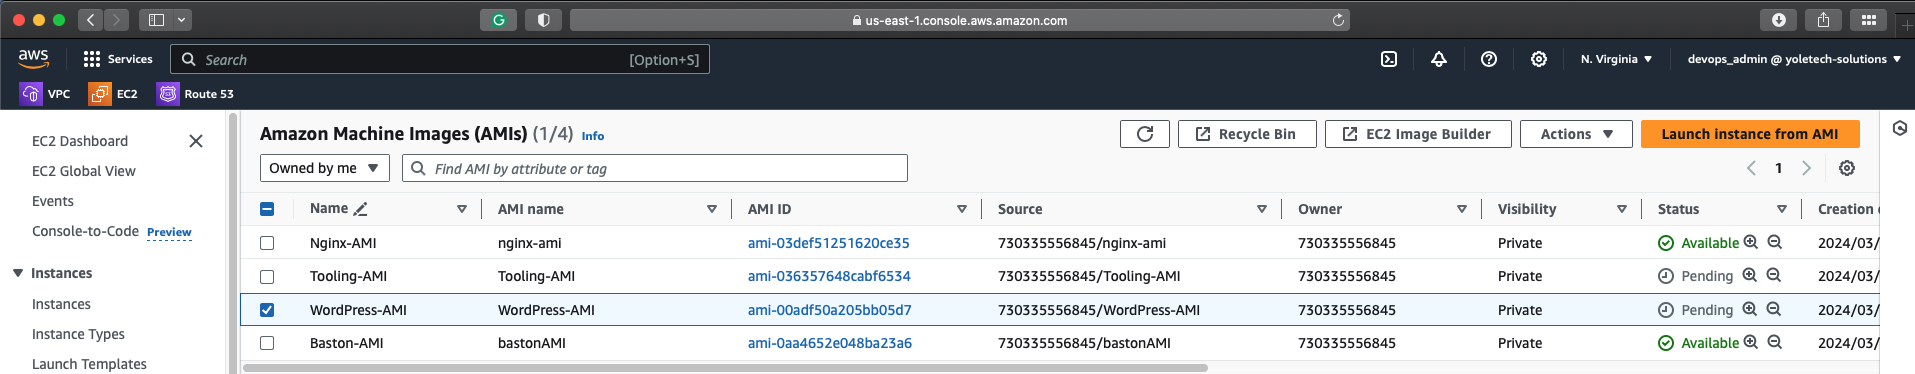 us-east-1.console.aws.amazon.com
aws Services Search [Option+S] N. Virginia ▼ devops_admin @ yoletech-solutions ▼
VPC EC2 Route 53
EC2 Dashboard
EC2 Global View
Events
Console-to-Code Preview
▼ Instances
Instances
Instance Types
Launch Templates
Amazon Machine Images (AMIs) (1/4) Info
Recycle Bin EC2 Image Builder Actions ▼ Launch instance from AMI
Owned by me ▼ Find AMI by attribute or tag 1
Name AMI name AMI ID Source Owner Visibility Status Creation
Nginx-AMI nginx-ami ami-03def51251620ce35 730335556845/nginx-ami 730335556845 Private Available 2024/03/
Tooling-AMI Tooling-AMI ami-036357648cabf6534 730335556845/Tooling-AMI 730335556845 Private Pending 2024/03/
WordPress-AMI WordPress-AMI ami-00adf50a205bb05d7 730335556845/WordPress-AMI 730335556845 Private Pending 2024/03/
Baston-AMI bastonAMI ami-0aa4652e048ba23a6 730335556845/bastonAMI 730335556845 Private Available 2024/03/